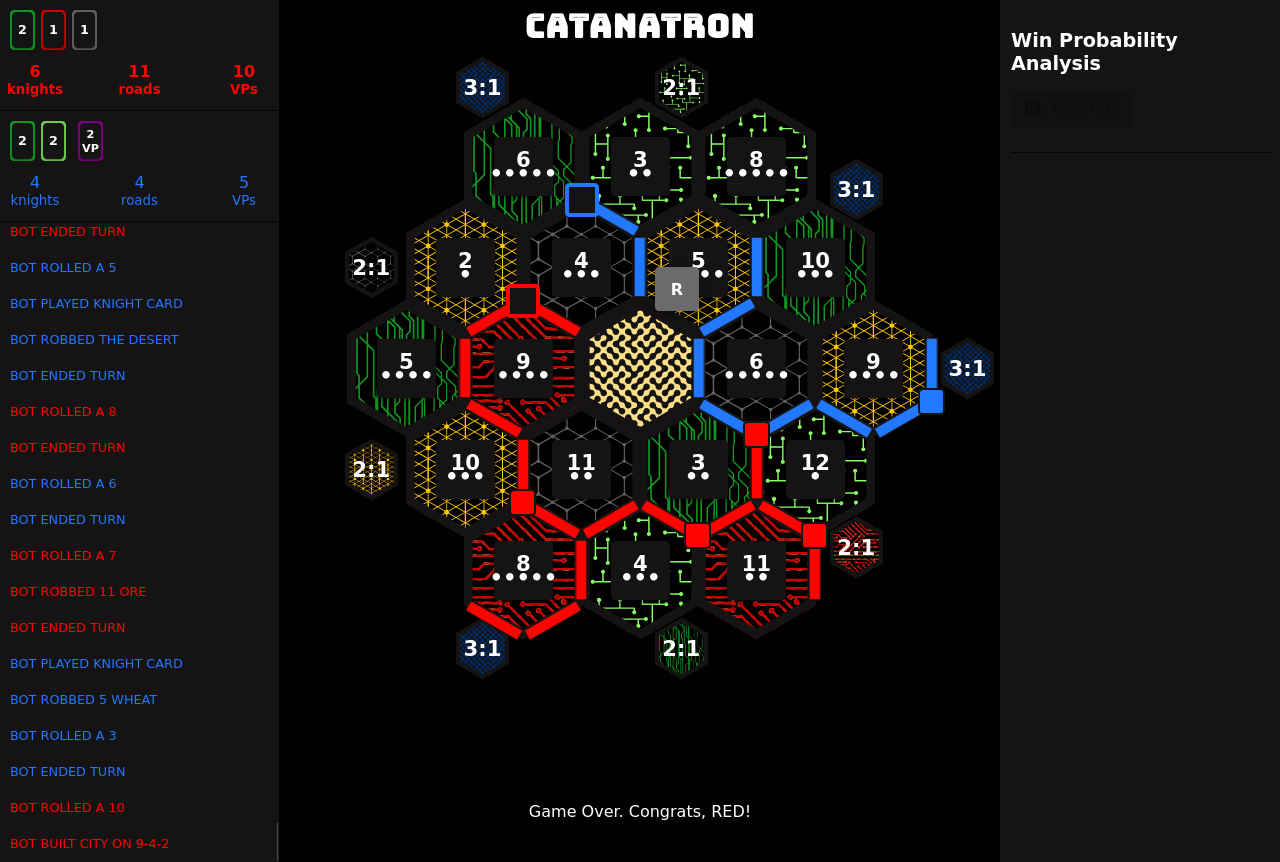 2 1 1
6 11 10
knights roads VPs
2 2 2 VP
4 4 5
knights roads VPs
BOT ENDED TURN
BOT ROLLED A 5
BOT PLAYED KNIGHT CARD
BOT ROBBED THE DESERT
BOT ENDED TURN
BOT ROLLED A 8
BOT ENDED TURN
BOT ROLLED A 6
BOT ENDED TURN
BOT ROLLED A 7
BOT ROBBED 11 ORE
BOT ENDED TURN
BOT PLAYED KNIGHT CARD
BOT ROBBED 5 WHEAT
BOT ROLLED A 3
BOT ENDED TURN
BOT ROLLED A 10
BOT BUILT CITY ON 9-4-2
CATANATRON
3:1 2:1
6 3 8
3:1
2:1 2 4 5 10
R
5 9 6 9 3:1
2:1 10 11 3 12
8 4 11 2:1
3:1 2:1
Game Over. Congrats, RED!
Win Probability
Analysis
ANALYZE